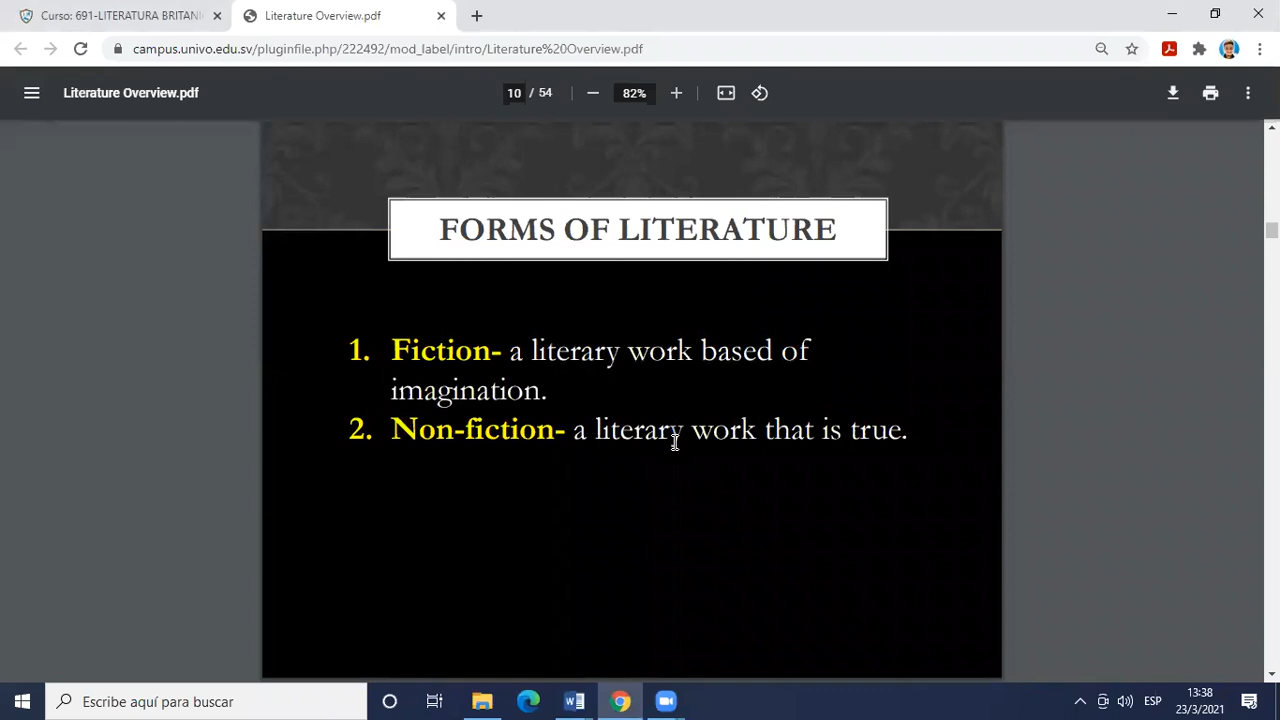 Curso: 691-LITERATURA BRITANI
Literature Overview.pdf
campus.univo.edu.sv/pluginfile.php/222492/mod_label/intro/Literature%20Overview.pdf
Literature Overview.pdf
10 / 54
82%
FORMS OF LITERATURE
1. Fiction- a literary work based of
imagination.
2. Non-fiction- a literary work that is true.
Escribe aquí para buscar
ESP
13:38
23/3/2021